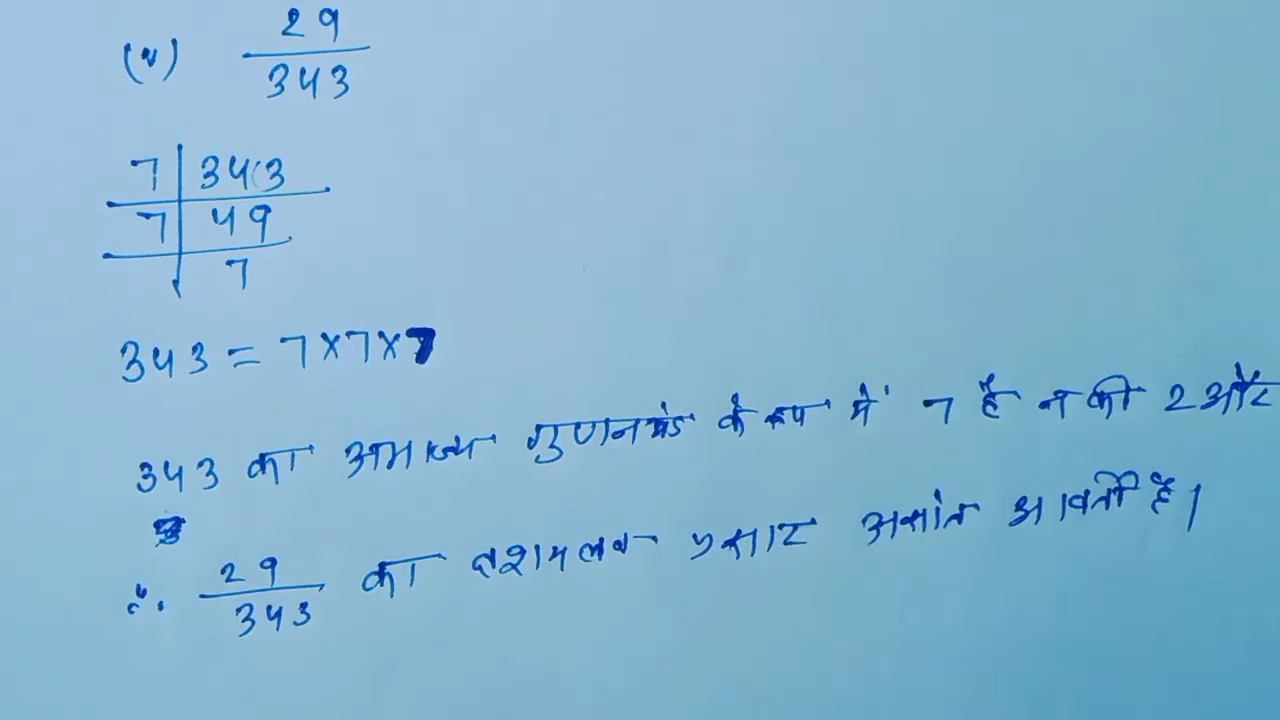 (v) 29/343
7 | 343
7 | 49
7
343 = 7×7×7
343 का अभाज्य गुणनखंड के रूप में 7 है न की 2 और
∴ 29/343 का दशमलव प्रसार असांत आवर्ती है।